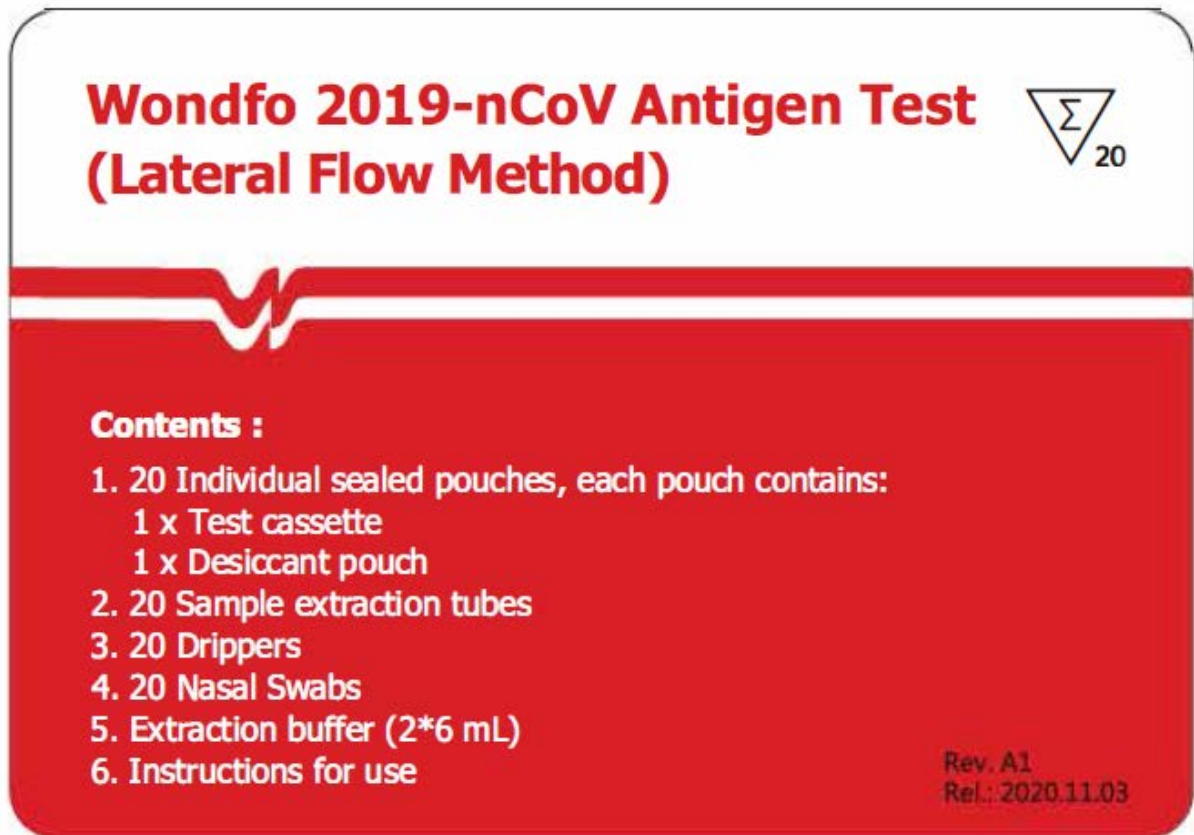 Wondfo 2019-nCoV Antigen Test
(Lateral Flow Method)
Σ
20
Contents :
1. 20 Individual sealed pouches, each pouch contains:
1 x Test cassette
1 x Desiccant pouch
2. 20 Sample extraction tubes
3. 20 Drippers
4. 20 Nasal Swabs
5. Extraction buffer (2*6 mL)
6. Instructions for use
Rev. A1
Rel.: 2020.11.03